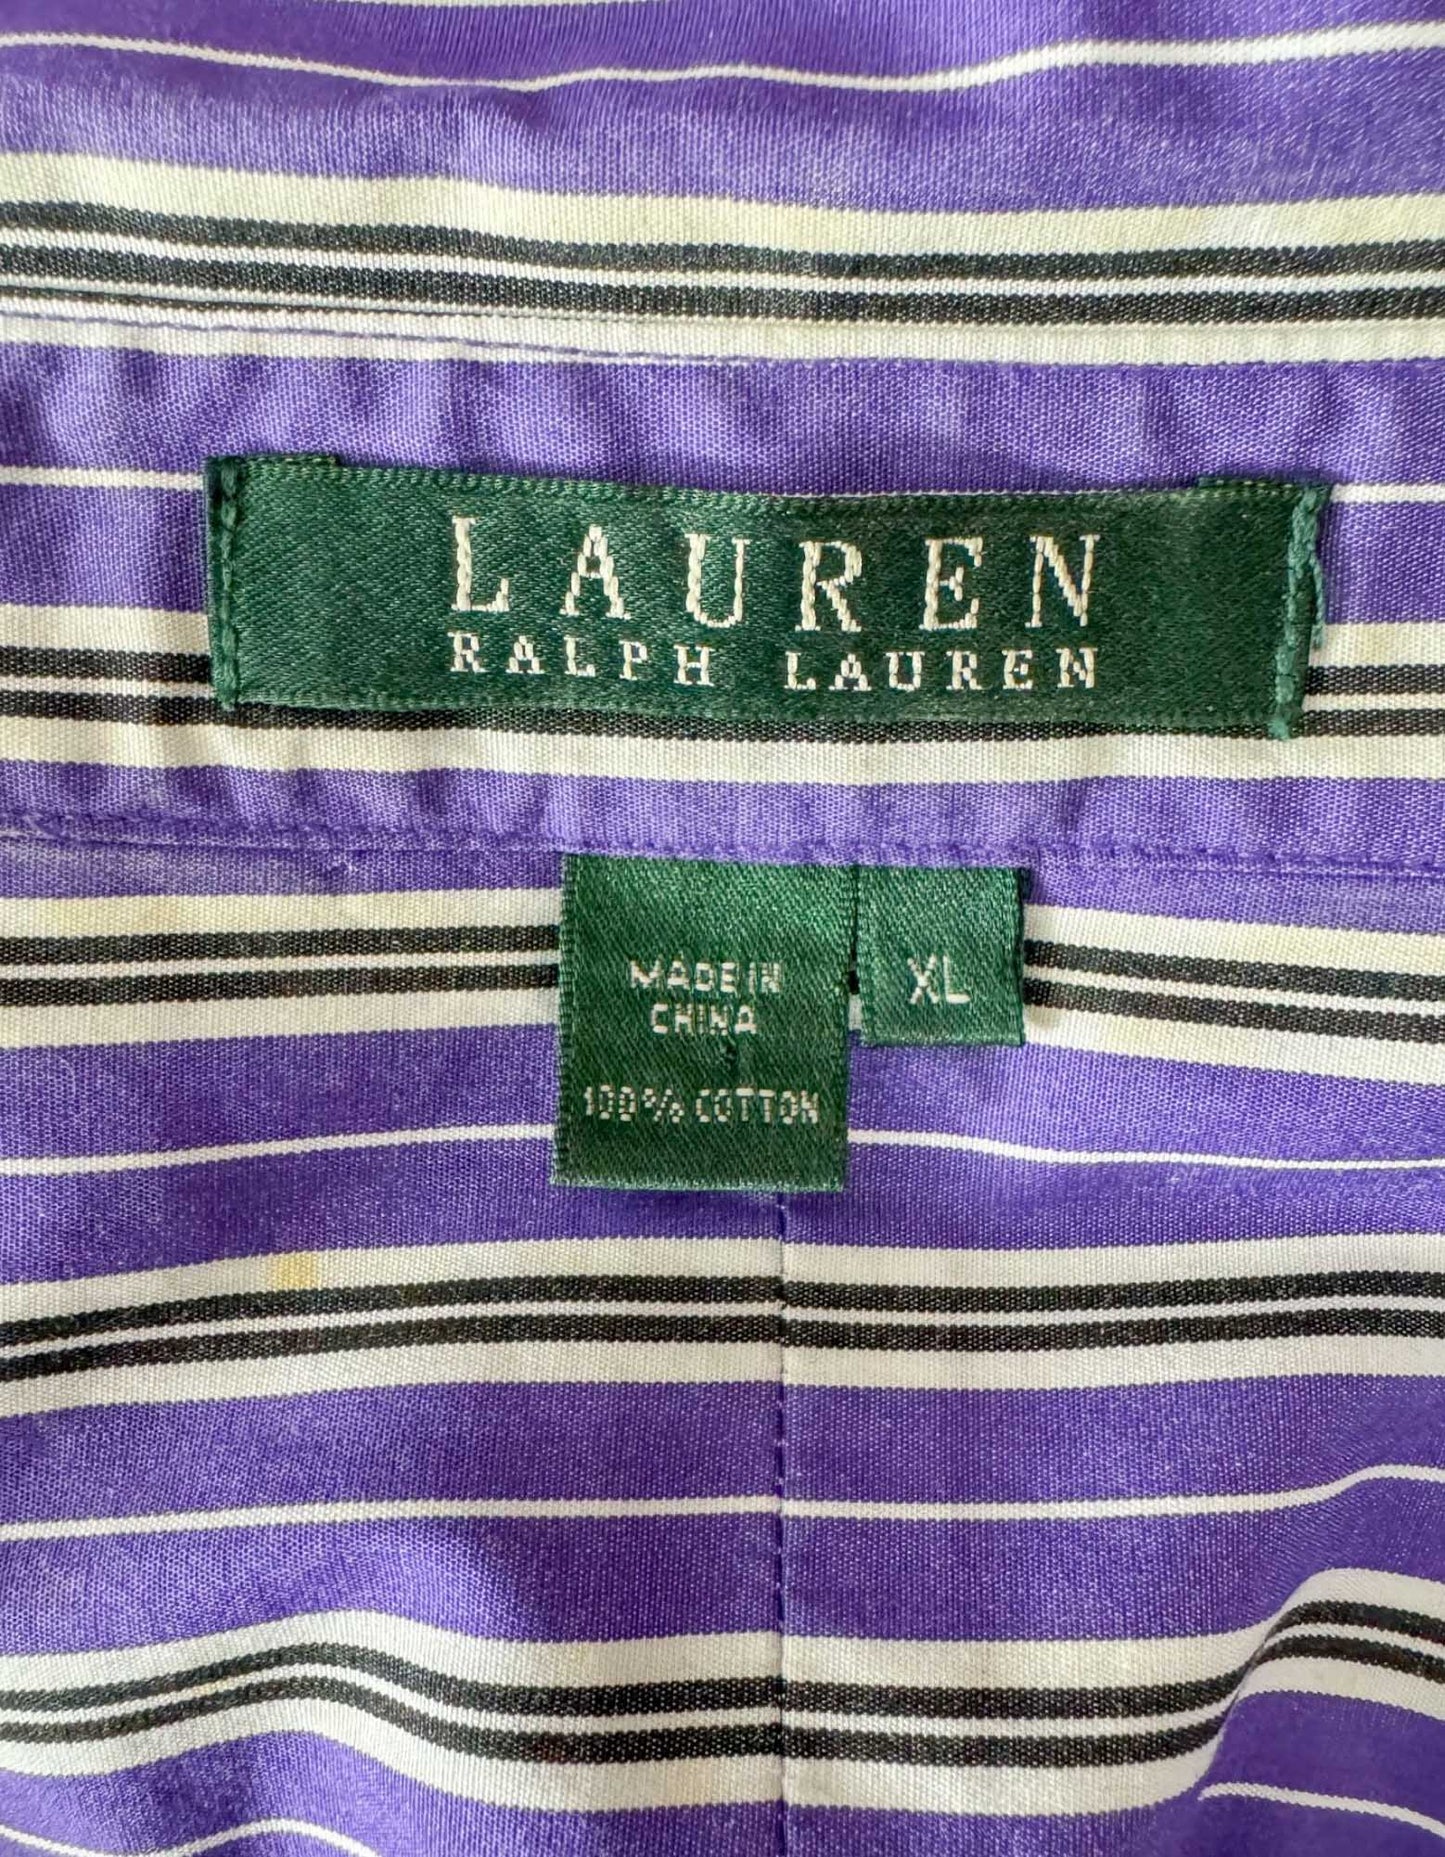 LAUREN
RALPH LAUREN
MADE IN
CHINA
100% COTTON
XL